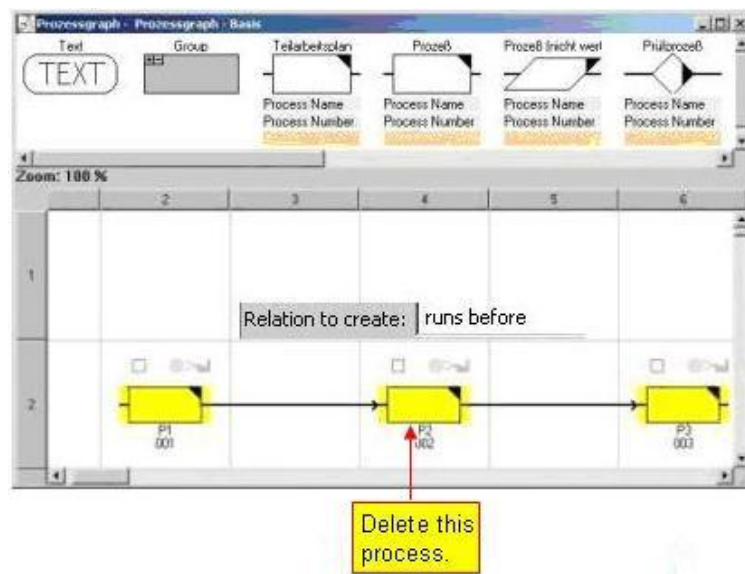 Prozessgraph - Prozessgraph - Basis
Text Group Teilarbeitsplan Prozeß Prozeß (nicht wert Prüfprozeß
TEXT
Process Name Process Name Process Name Process Name
Process Number Process Number Process Number Process Number
Zoom: 100 %
2 3 4 5 6
1
Relation to create: runs before
2
P1 P2 P3
001 002 003
Delete this
process.